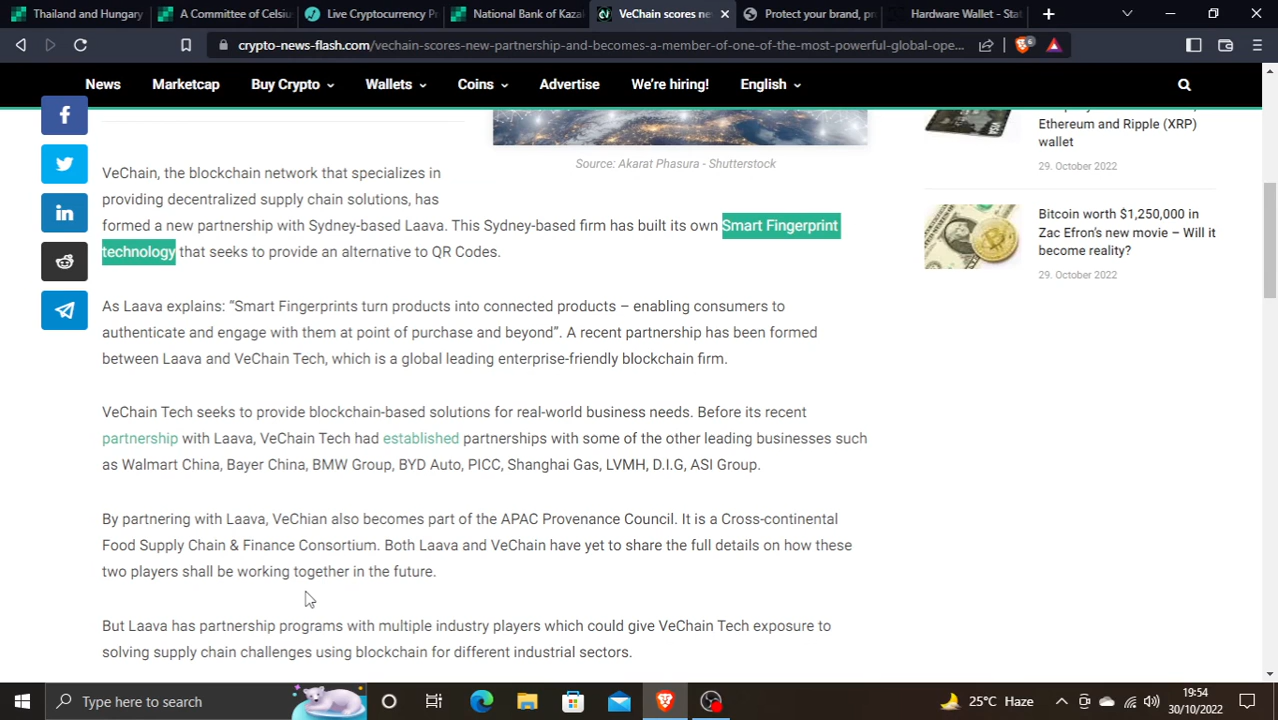 Thailand and Hungary
A Committee of Celsiu
Live Cryptocurrency P
National Bank of Kaza
VeChain scores ne
Protect your brand, pr
Hardware Wallet - Stat
crypto-news-flash.com/vechain-scores-new-partnership-and-becomes-a-member-of-one-of-the-most-powerful-global-ope...
6
News
Marketcap
Buy Crypto
Wallets
Coins
Advertise
We're hiring!
English
Source: Akarat Phasura - Shutterstock
VeChain, the blockchain network that specializes in
providing decentralized supply chain solutions, has
formed a new partnership with Sydney-based Laava. This Sydney-based firm has built its own Smart Fingerprint
technology that seeks to provide an alternative to QR Codes.
As Laava explains: “Smart Fingerprints turn products into connected products – enabling consumers to
authenticate and engage with them at point of purchase and beyond”. A recent partnership has been formed
between Laava and VeChain Tech, which is a global leading enterprise-friendly blockchain firm.
VeChain Tech seeks to provide blockchain-based solutions for real-world business needs. Before its recent
partnership with Laava, VeChain Tech had established partnerships with some of the other leading businesses such
as Walmart China, Bayer China, BMW Group, BYD Auto, PICC, Shanghai Gas, LVMH, D.I.G, ASI Group.
By partnering with Laava, VeChian also becomes part of the APAC Provenance Council. It is a Cross-continental
Food Supply Chain & Finance Consortium. Both Laava and VeChain have yet to share the full details on how these
two players shall be working together in the future.
But Laava has partnership programs with multiple industry players which could give VeChain Tech exposure to
solving supply chain challenges using blockchain for different industrial sectors.
Ethereum and Ripple (XRP)
wallet
29. October 2022
Bitcoin worth $1,250,000 in
Zac Efron's new movie – Will it
become reality?
29. October 2022
Type here to search
25°C Haze
19:54
30/10/2022